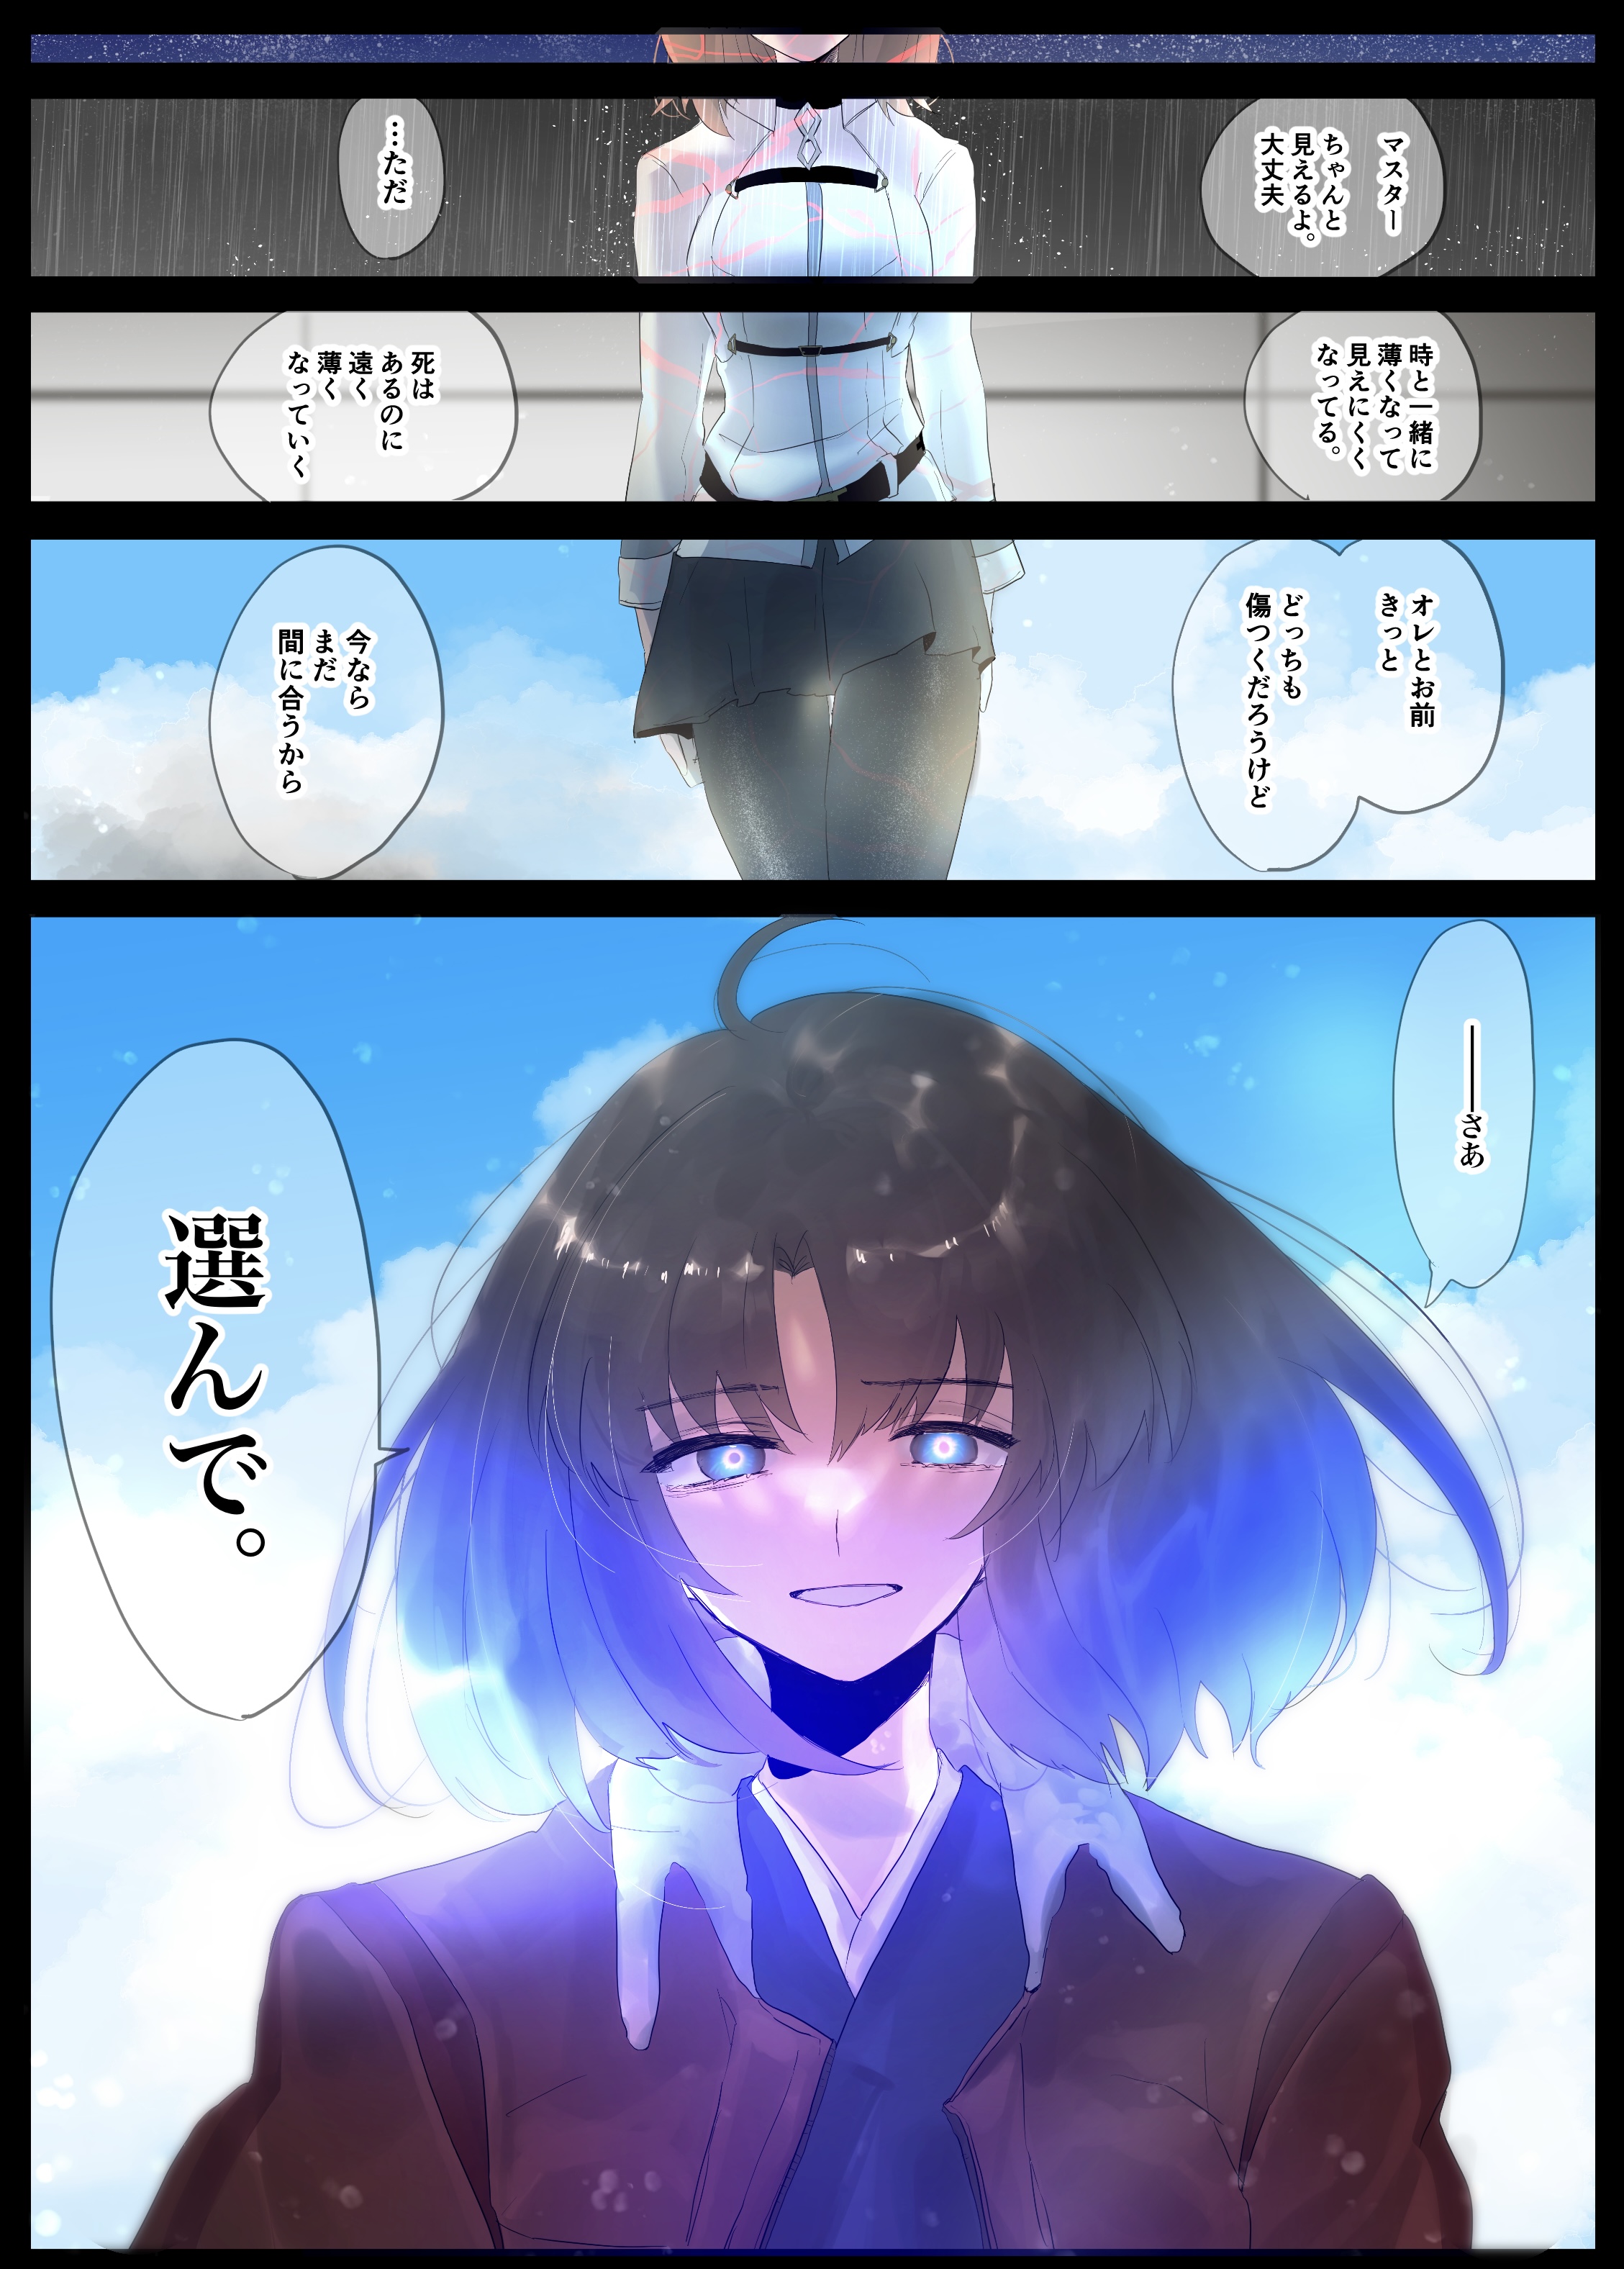 マスター
ちゃんと
見えるよ。
大丈夫
…ただ
時と一緒に
薄くなって
見えにくく
なってる。
死は
あるのに
遠く
薄く
なっていく
オレとお前
きっと
どっちも
傷つくだろうけど
今なら
まだ
間に合うから
――さあ
選んで。